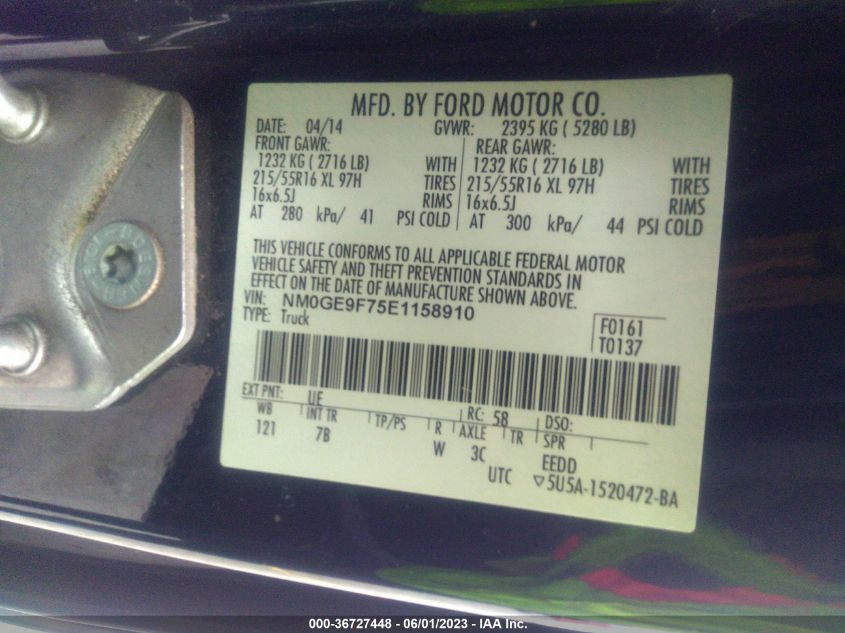 MFD. BY FORD MOTOR CO.
DATE: 04/14 GVWR: 2395 KG ( 5280 LB)
FRONT GAWR: REAR GAWR:
1232 KG ( 2716 LB) WITH 1232 KG ( 2716 LB) WITH
215/55R16 XL 97H TIRES 215/55R16 XL 97H TIRES
16x6.5J RIMS 16x6.5J RIMS
AT 280 kPa/ 41 PSI COLD AT 300 kPa/ 44 PSI COLD
THIS VEHICLE CONFORMS TO ALL APPLICABLE FEDERAL MOTOR
VEHICLE SAFETY AND THEFT PREVENTION STANDARDS IN
EFFECT ON THE DATE OF MANUFACTURE SHOWN ABOVE.
VIN: NM0GE9F75E1158910
TYPE: Truck
F0161
T0137
EXT PNT: UE RC: 58 DSO:
WB INT TR TP/PS R AXLE TR SPR
121 7B W 3C EEDD
UTC ▽5U5A-1520472-BA
000-36727448 - 06/01/2023 - IAA Inc.